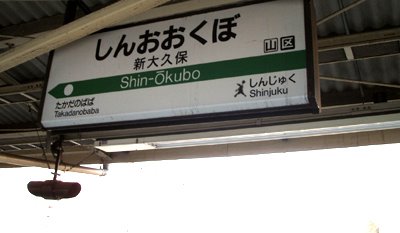 しんおおくぼ
新大久保
山区
Shin-Ōkubo
たかだのばば
Takadanobaba
しんじゅく
Shinjuku